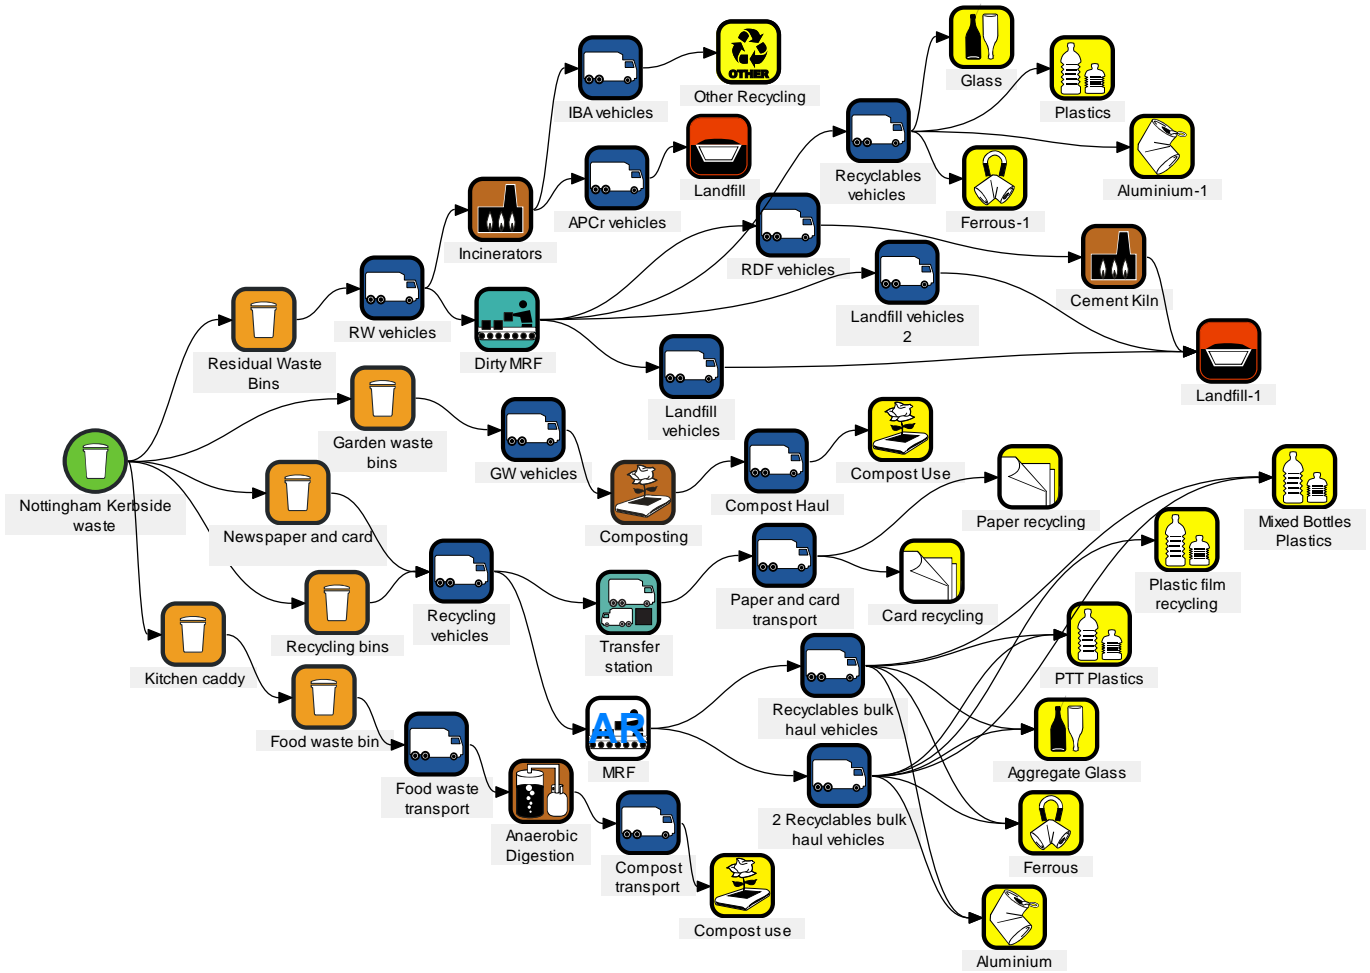 Glass
Plastics
OTHER
Other Recycling
IBA vehicles
Recyclables
vehicles
Aluminium-1
Landfill
Ferrous-1
APCr vehicles
Incinerators
RDF vehicles
Cement Kiln
Landfill vehicles
2
RW vehicles
Dirty MRF
Residual Waste
Bins
Landfill-1
Landfill
vehicles
Garden waste
bins
GW vehicles
Compost Use
Compost Haul
Composting
Nottingham Kerbside
waste
Newspaper and card
Paper recycling
Mixed Bottles
Plastics
Plastic film
recycling
Recycling
vehicles
Recycling bins
Transfer
station
Paper and card
transport
Card recycling
Kitchen caddy
PTT Plastics
Recyclables bulk
haul vehicles
AR
MRF
Food waste bin
Aggregate Glass
Food waste
transport
2 Recyclables bulk
haul vehicles
Anaerobic
Digestion
Compost
transport
Ferrous
Compost use
Aluminium